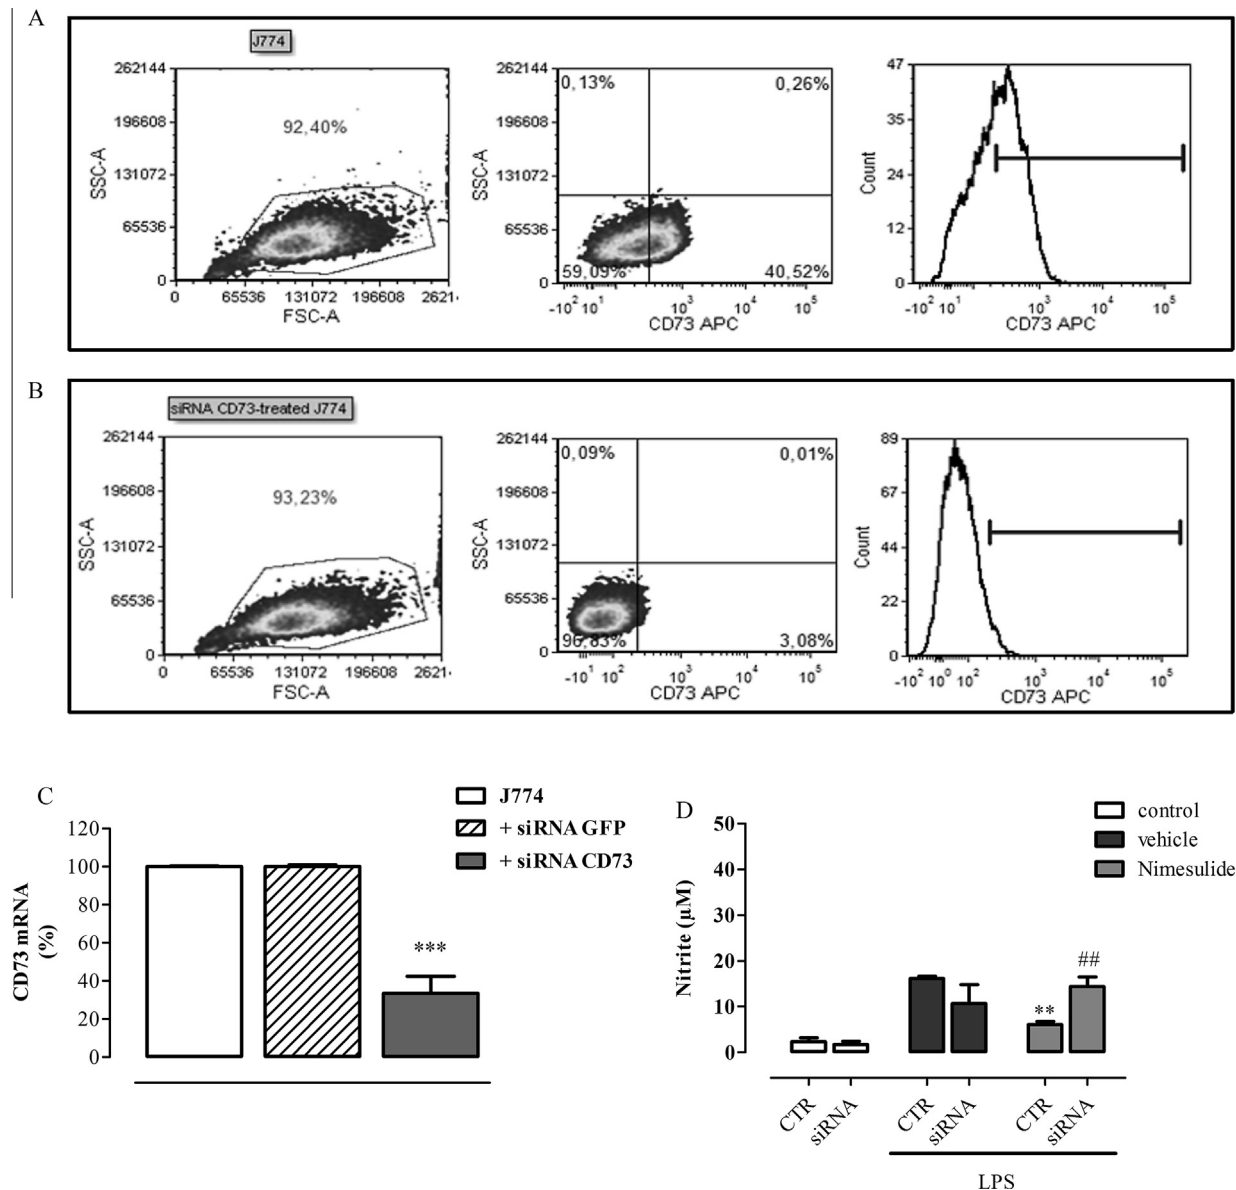 A
J774
262144
196608
131072
65536
0
SSC-A
92,40%
0 65536 131072 196608 2621
FSC-A
262144
196608
131072
65536
0
SSC-A
0,13% 0,26%
59,09% 40,52%
-10² 10¹ 10³ 10⁴ 10⁵
CD73 APC
47
35
24
12
0
Count
-10² 10¹ 10³ 10⁴ 10⁵
CD73 APC
B
siRNA CD73-treated J774
262144
196608
131072
65536
0
SSC-A
93,23%
0 65536 131072 196608 2621
FSC-A
262144
196608
131072
65536
0
SSC-A
0,09% 0,01%
96,83% 3,08%
-10¹ 10² 10³ 10⁴ 10⁵
CD73 APC
89
67
44
22
0
Count
-10² 10⁰ 10² 10³ 10⁴ 10⁵
CD73 APC
C
J774
+ siRNA GFP
+ siRNA CD73
120
100
80
60
40
20
0
CD73 mRNA
(%)
***
D
control
vehicle
Nimesulide
50
40
30
20
10
0
Nitrite (µM)
**
##
CTR siRNA CTR siRNA CTR siRNA
LPS